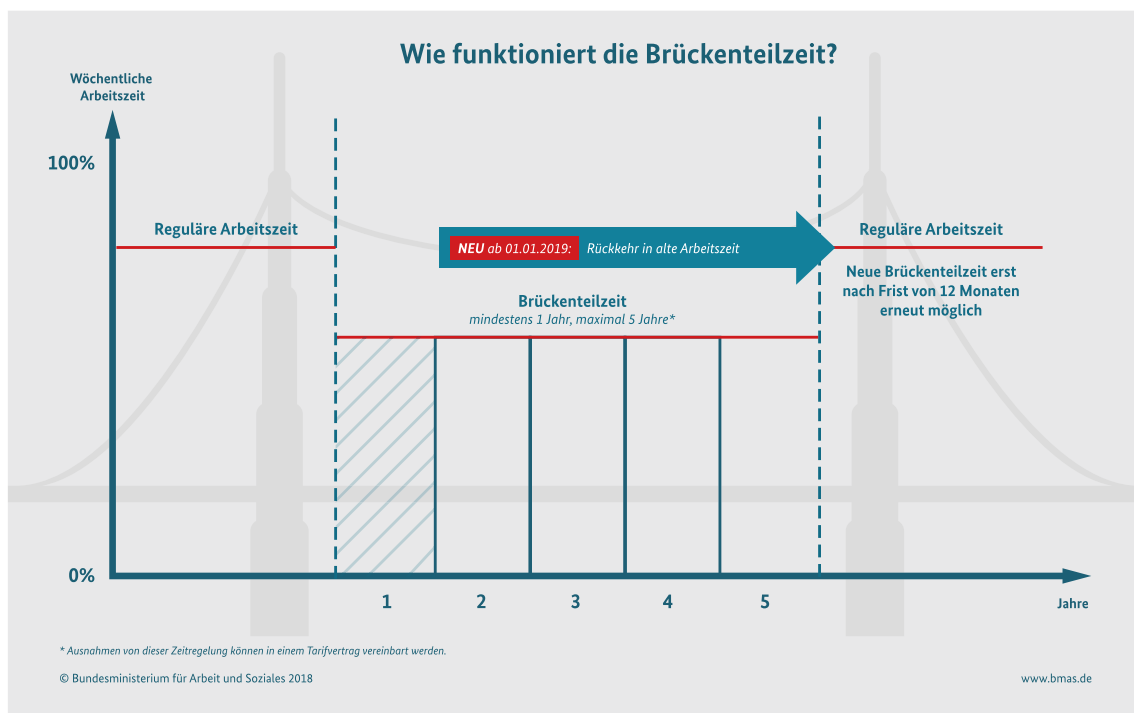 Wie funktioniert die Brückenteilzeit?
Wöchentliche
Arbeitszeit
100%
Reguläre Arbeitszeit
NEU ab 01.01.2019: Rückkehr in alte Arbeitszeit
Reguläre Arbeitszeit
Neue Brückenteilzeit erst
nach Frist von 12 Monaten
erneut möglich
Brückenteilzeit
mindestens 1 Jahr, maximal 5 Jahre*
0%
1 2 3 4 5
Jahre
* Ausnahmen von dieser Zeitregelung können in einem Tarifvertrag vereinbart werden.
© Bundesministerium für Arbeit und Soziales 2018
www.bmas.de